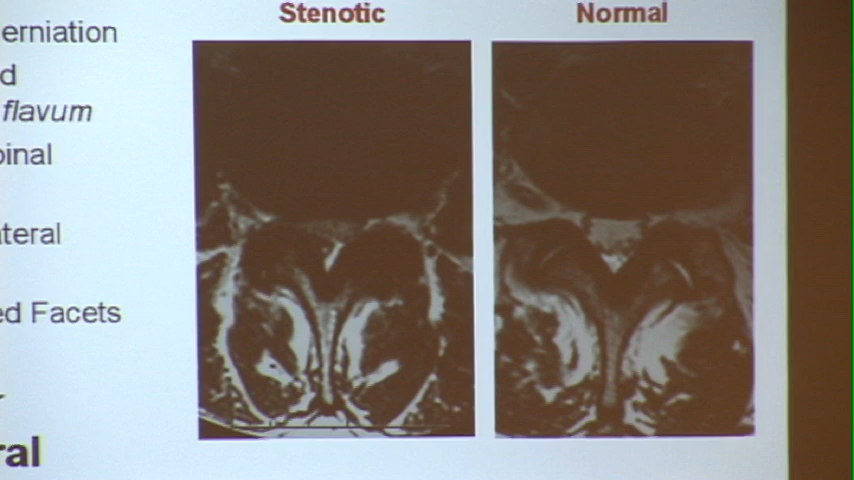 Stenotic
Normal
erniation
d
flavum
inal
teral
ed Facets
ral